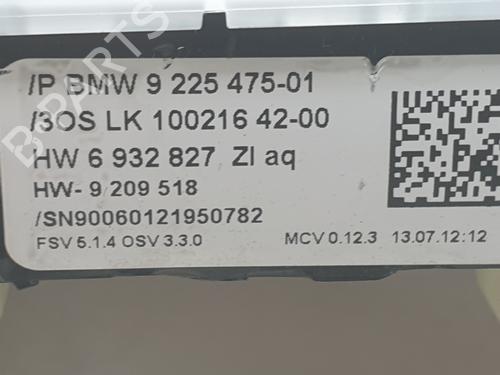 /P BMW 9 225 475-01
/3OS LK 100216 42-00
HW 6 932 827 ZI aq
HW- 9 209 518
/SN90060121950782
FSV 5.1.4 OSV 3.3.0 MCV 0.12.3 13.07.12:12
B-PARTS